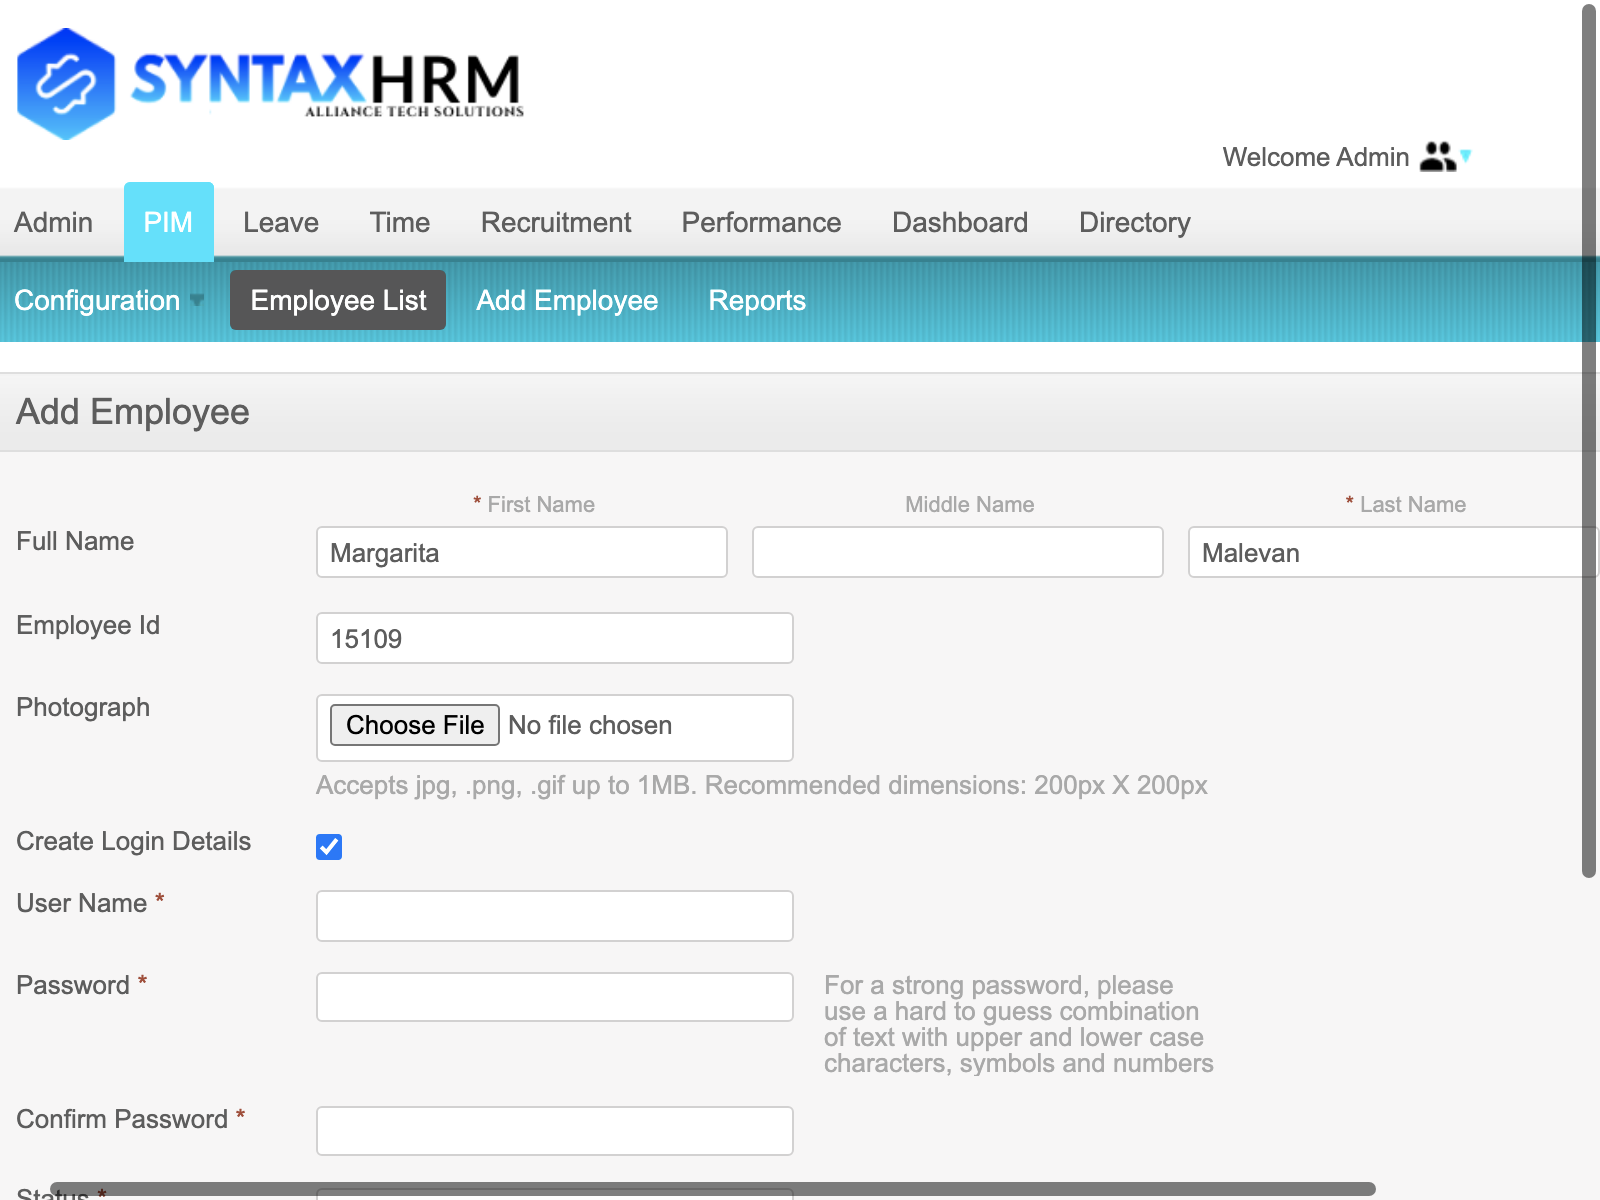 SYNTAXHRM
ALLIANCE TECH SOLUTIONS
Welcome Admin
Admin PIM Leave Time Recruitment Performance Dashboard Directory
Configuration Employee List Add Employee Reports
Add Employee
* First Name Middle Name * Last Name
Full Name Margarita Malevan
Employee Id 15109
Photograph Choose File No file chosen
Accepts jpg, .png, .gif up to 1MB. Recommended dimensions: 200px X 200px
Create Login Details
User Name *
Password * For a strong password, please
use a hard to guess combination
of text with upper and lower case
characters, symbols and numbers
Confirm Password *
Status *